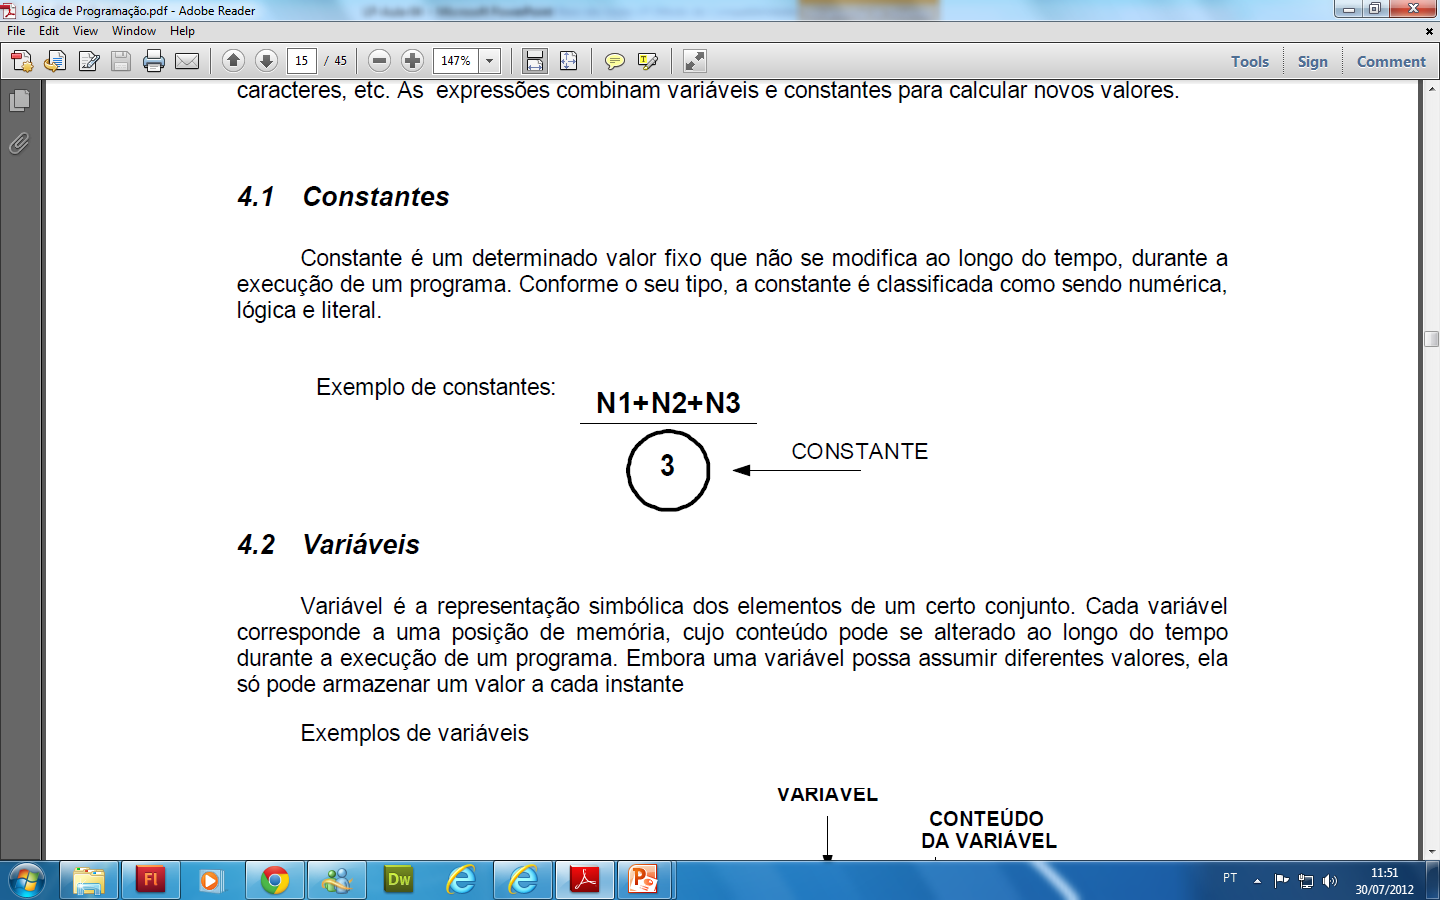 Lógica de Programação.pdf - Adobe Reader
File Edit View Window Help
15 / 45 147% Tools Sign Comment
caracteres, etc. As expressões combinam variáveis e constantes para calcular novos valores.
4.1 Constantes
Constante é um determinado valor fixo que não se modifica ao longo do tempo, durante a
execução de um programa. Conforme o seu tipo, a constante é classificada como sendo numérica,
lógica e literal.
Exemplo de constantes:
N1+N2+N3
CONSTANTE
3
4.2 Variáveis
Variável é a representação simbólica dos elementos de um certo conjunto. Cada variável
corresponde a uma posição de memória, cujo conteúdo pode se alterado ao longo do tempo
durante a execução de um programa. Embora uma variável possa assumir diferentes valores, ela
só pode armazenar um valor a cada instante
Exemplos de variáveis
VARIAVEL
CONTEÚDO
DA VARIÁVEL
Fl Dw PT 11:51
30/07/2012